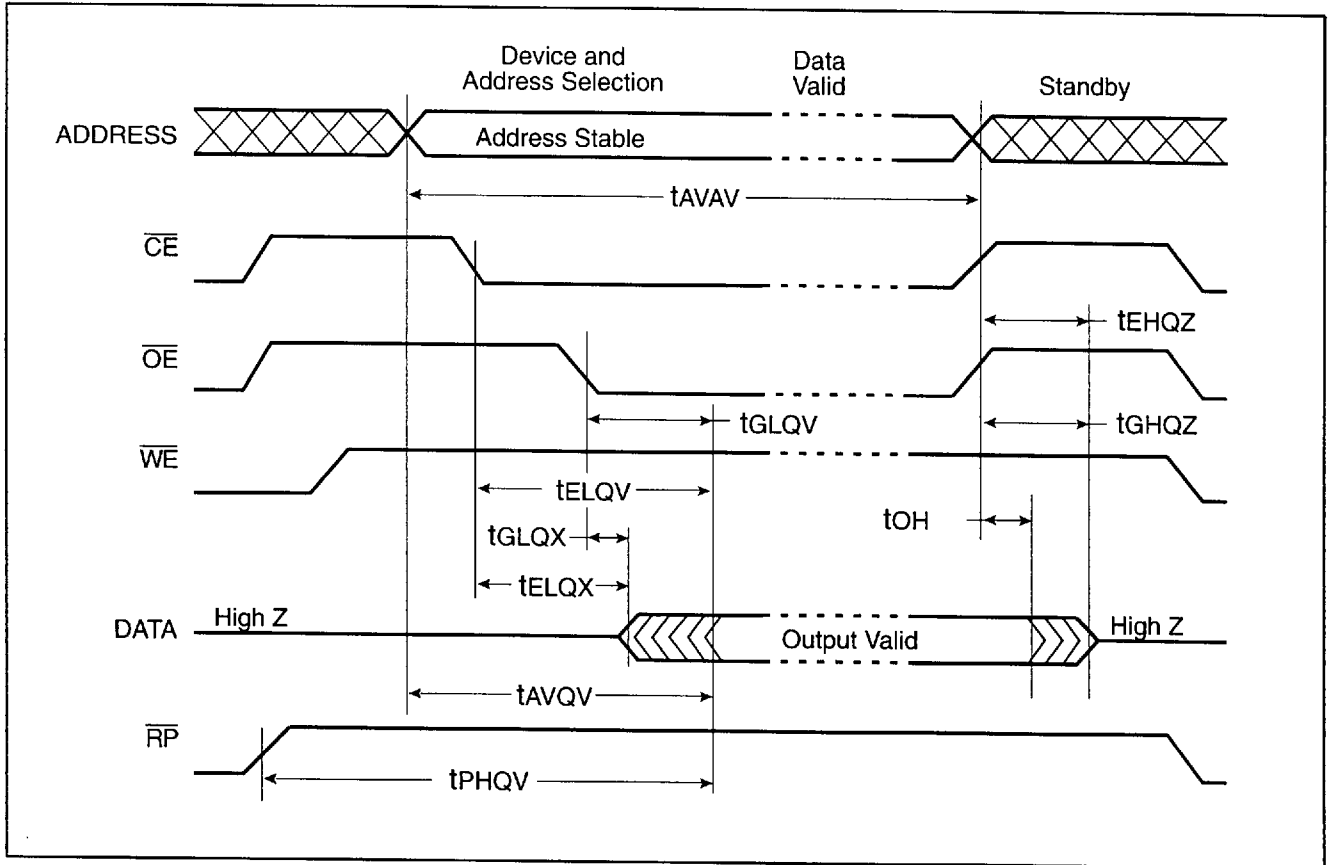 Device and
Address Selection
Data
Valid
Standby
ADDRESS
Address Stable
tAVAV
CE
tEHQZ
OE
tGLQV
tGHQZ
WE
tELQV
tOH
tGLQX
tELQX
DATA
High Z
Output Valid
High Z
tAVQV
RP
tPHQV